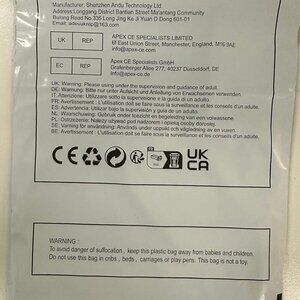 Manufacturer: Shenzhen Andu Technology Ltd
Address:Longgang District Bantian Street Ma'antang Community
Bulong Road No.335 Long Jing Ke Ji Yuan D Dong 601-01
Email:
UK REP
APEX CE SPECIALISTS LIMITED
6F East Union Street, Manchester, England, M16 9AE
apex-ce.com
EC REP
Apex CE Specialists GmbH
Grafenberger Allee 277, 40237 Düsseldorf, DE
info@apex-ce.com
UK: Warning: Please using under the supervision and guidance of adult.
DE: Warnung: Bitte nur unter Aufsicht und Anleitung von Erwachsenen verwenden
IT: Attenzione: Utilizzare sotto la supervisione e la guida di un adulto.
FR: Avertissement : L'utilisation doit se faire sous la surveillance et les conseils d'un adulte.
ES: Advertencia: Utilizar bajo la supervisión y guía de un adulto.
NL: Waarschuwing: Gebruiken onder toezicht en begeleiding van een volwassene.
PL: Ostrzeżenie: Należy używać pod nadzorem i opieką osoby dorosłej.
SE: Varning för användning: Används under uppsikt och vägledning av en vuxen.
BE: Avertissement : L'utilisation doit se faire sous la surveillance et les conseils d'un adulte.
CE
UK
CA
WARNING :
To avoid danger of suffocation , keep this plastic bag away from babies and children.
Do not use this bag in cribs , beds , carriages or play pens. This bag is not a toy.